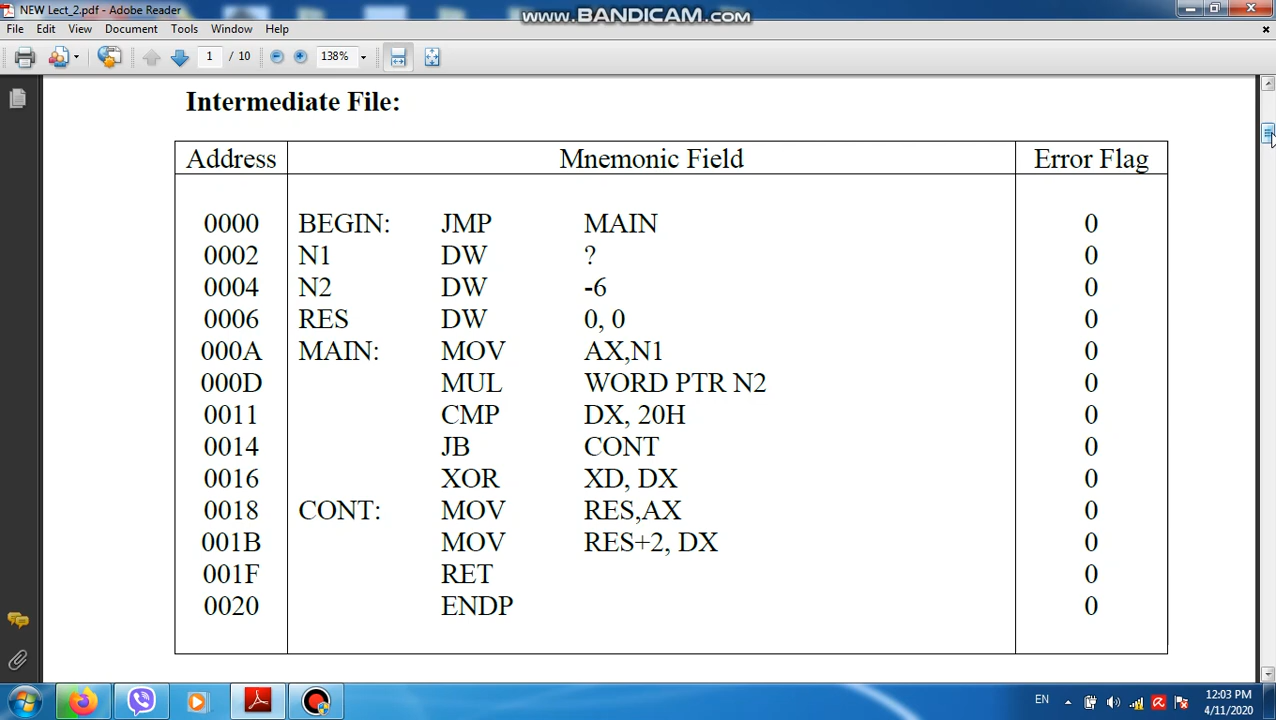 NEW Lect_2.pdf - Adobe Reader
www.BANDICAM.com
File Edit View Document Tools Window Help
1 / 10 138%
Intermediate File:
Address Mnemonic Field Error Flag
0000 BEGIN: JMP MAIN 0
0002 N1 DW ? 0
0004 N2 DW -6 0
0006 RES DW 0, 0 0
000A MAIN: MOV AX,N1 0
000D MUL WORD PTR N2 0
0011 CMP DX, 20H 0
0014 JB CONT 0
0016 XOR XD, DX 0
0018 CONT: MOV RES,AX 0
001B MOV RES+2, DX 0
001F RET 0
0020 ENDP 0
EN
12:03 PM
4/11/2020